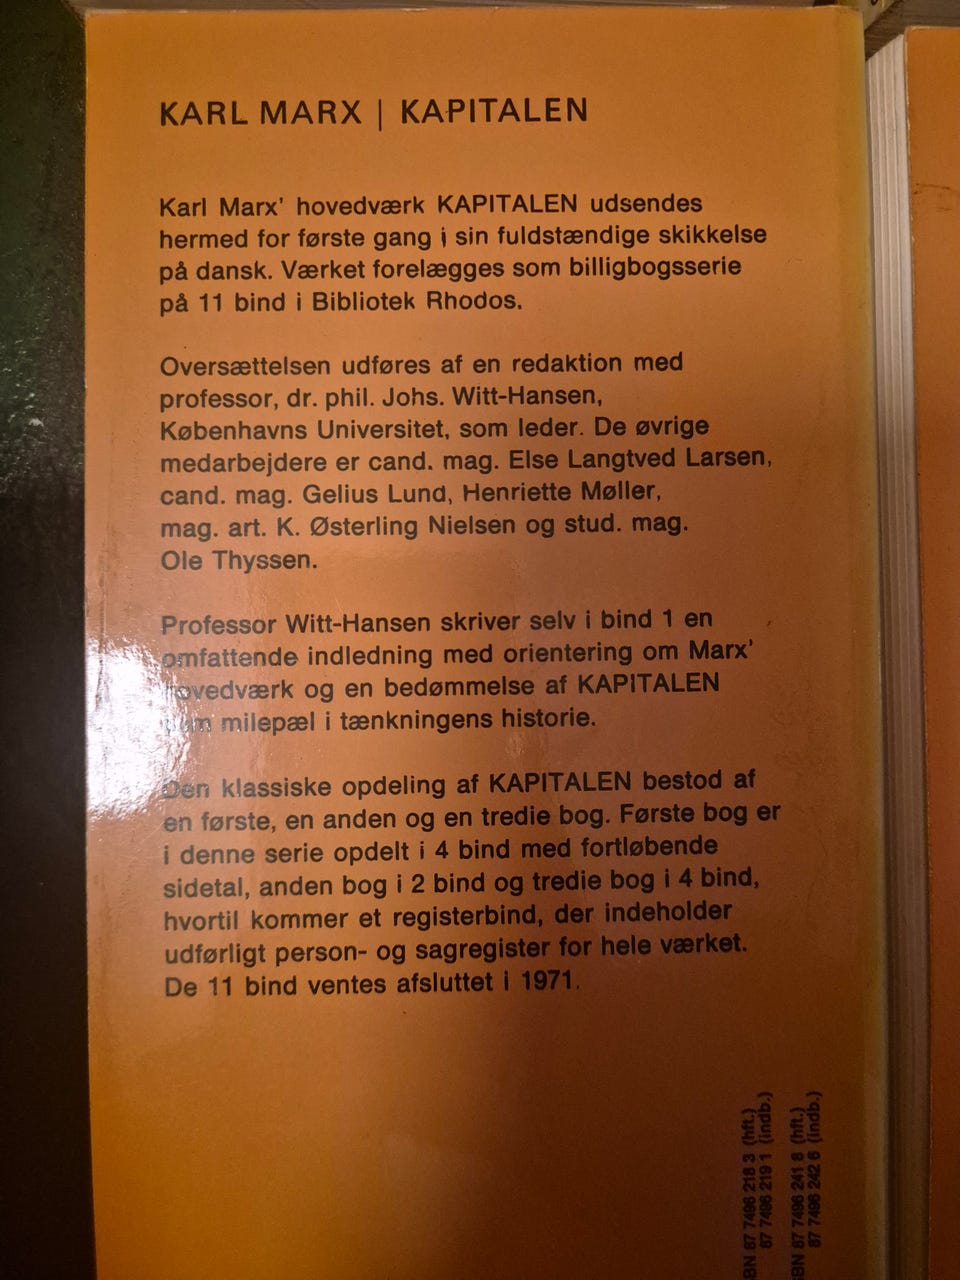 KARL MARX | KAPITALEN
Karl Marx' hovedværk KAPITALEN udsendes
hermed for første gang i sin fuldstændige skikkelse
på dansk. Værket forelægges som billigbogsserie
på 11 bind i Bibliotek Rhodos.
Oversættelsen udføres af en redaktion med
professor, dr. phil. Johs. Witt-Hansen,
Københavns Universitet, som leder. De øvrige
medarbejdere er cand. mag. Else Langtved Larsen,
cand. mag. Gelius Lund, Henriette Møller,
mag. art. K. Østerling Nielsen og stud. mag.
Ole Thyssen.
Professor Witt-Hansen skriver selv i bind 1 en
omfattende indledning med orientering om Marx'
hovedværk og en bedømmelse af KAPITALEN
som milepæl i tænkningens historie.
Den klassiske opdeling af KAPITALEN bestod af
en første, en anden og en tredie bog. Første bog er
i denne serie opdelt i 4 bind med fortløbende
sidetal, anden bog i 2 bind og tredie bog i 4 bind,
hvortil kommer et registerbind, der indeholder
udførligt person- og sagregister for hele værket.
De 11 bind ventes afsluttet i 1971.
BN 87 7496 218 3 (hft.)
87 7496 219 1 (indb.)
BN 87 7496 241 8 (hft.)
87 7496 242 6 (indb.)